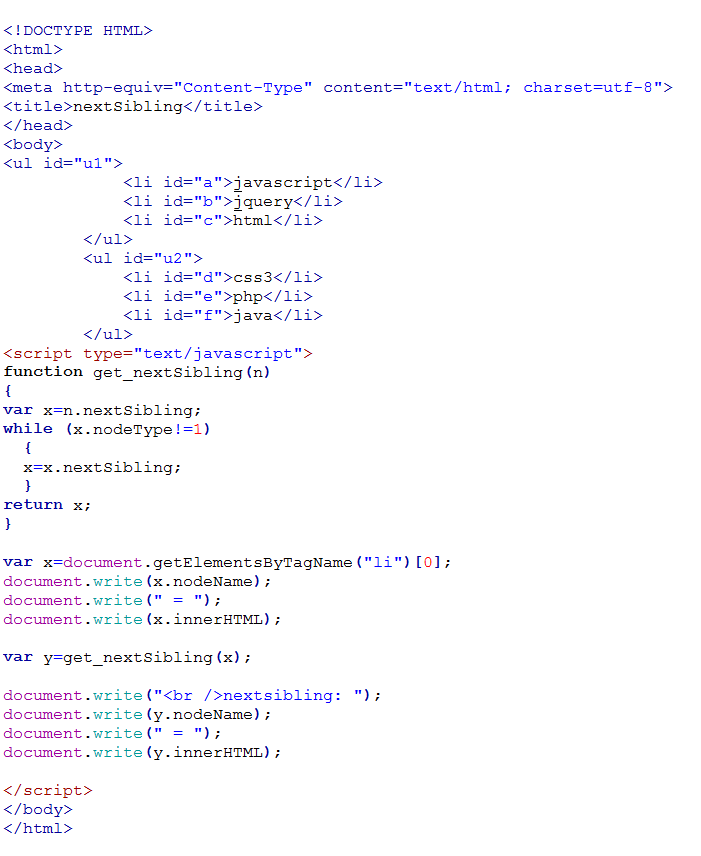 <!DOCTYPE HTML>
<html>
<head>
<meta http-equiv="Content-Type" content="text/html; charset=utf-8">
<title>nextSibling</title>
</head>
<body>
<ul id="u1">
            <li id="a">javascript</li>
            <li id="b">jquery</li>
            <li id="c">html</li>
        </ul>
        <ul id="u2">
            <li id="d">css3</li>
            <li id="e">php</li>
            <li id="f">java</li>
        </ul>
<script type="text/javascript">
function get_nextSibling(n)
{
var x=n.nextSibling;
while (x.nodeType!=1)
  {
  x=x.nextSibling;
  }
return x;
}

var x=document.getElementsByTagName("li")[0];
document.write(x.nodeName);
document.write(" = ");
document.write(x.innerHTML);

var y=get_nextSibling(x);

document.write("<br />nextsibling: ");
document.write(y.nodeName);
document.write(" = ");
document.write(y.innerHTML);

</script>
</body>
</html>